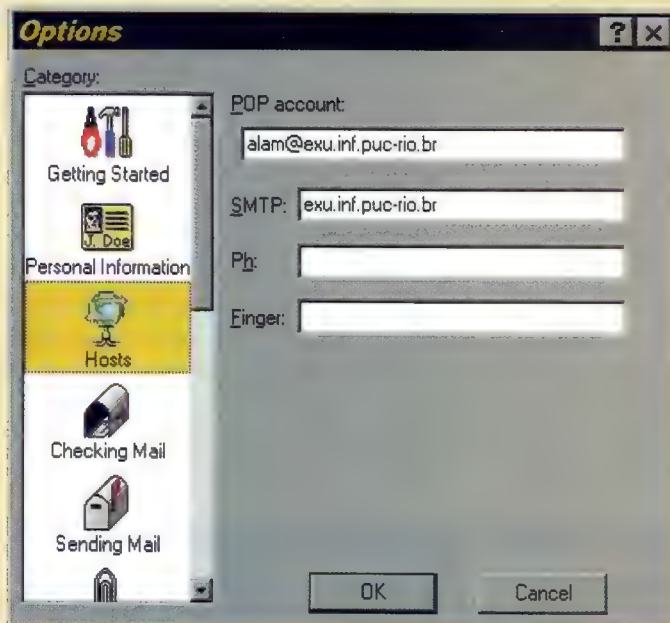 Options
Category:
Getting Started
J. Doe
Personal Information
Hosts
Checking Mail
Sending Mail
POP account:
alam@exu.inf.puc-rio.br
SMTP: exu.inf.puc-rio.br
Ph:
Finger:
OK
Cancel